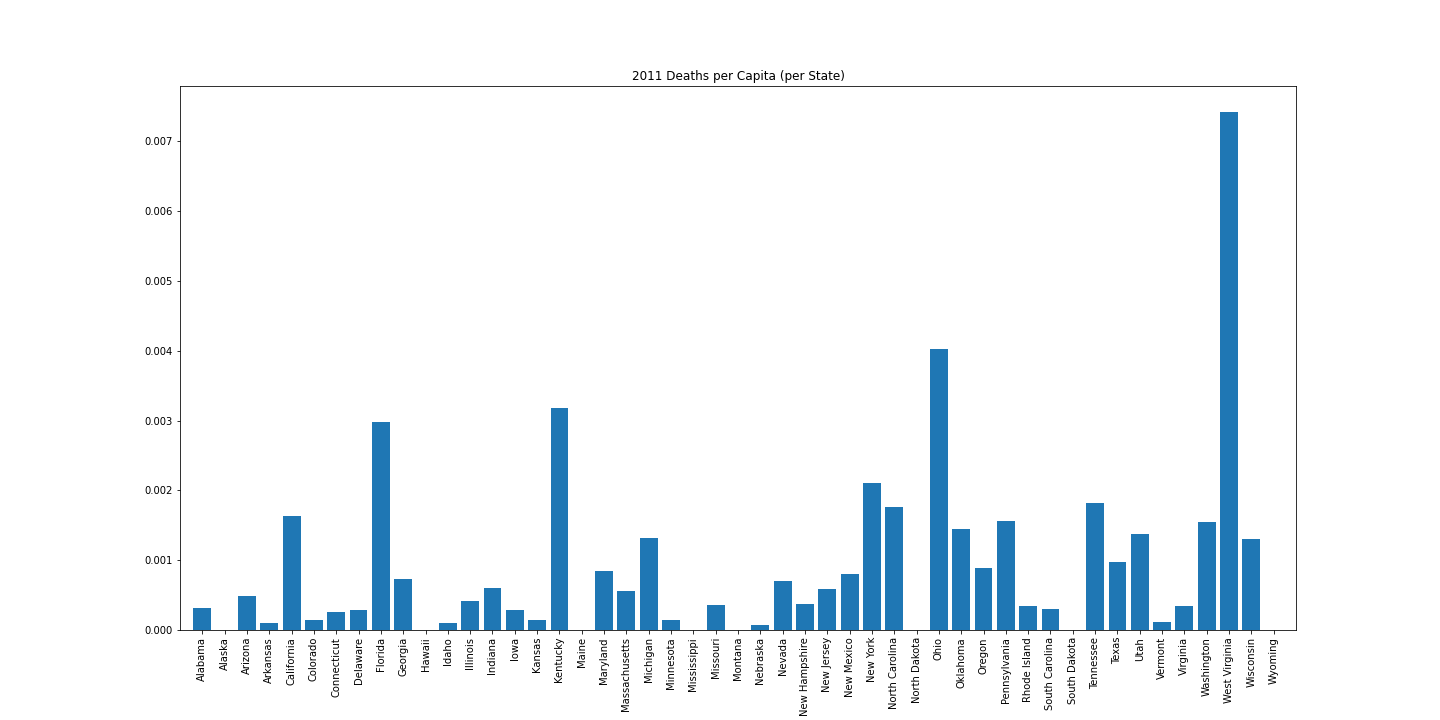 2011 Deaths per Capita (per State)
0.007
0.006
0.005
0.004
0.003
0.002
0.001
0.000
Alabama
Alaska
Arizona
Arkansas
California
Colorado
Connecticut
Delaware
Florida
Georgia
Hawaii
Idaho
Illinois
Indiana
Iowa
Kansas
Kentucky
Maine
Maryland
Massachusetts
Michigan
Minnesota
Mississippi
Missouri
Montana
Nebraska
Nevada
New Hampshire
New Jersey
New Mexico
New York
North Carolina
North Dakota
Ohio
Oklahoma
Oregon
Pennsylvania
Rhode Island
South Carolina
South Dakota
Tennessee
Texas
Utah
Vermont
Virginia
Washington
West Virginia
Wisconsin
Wyoming